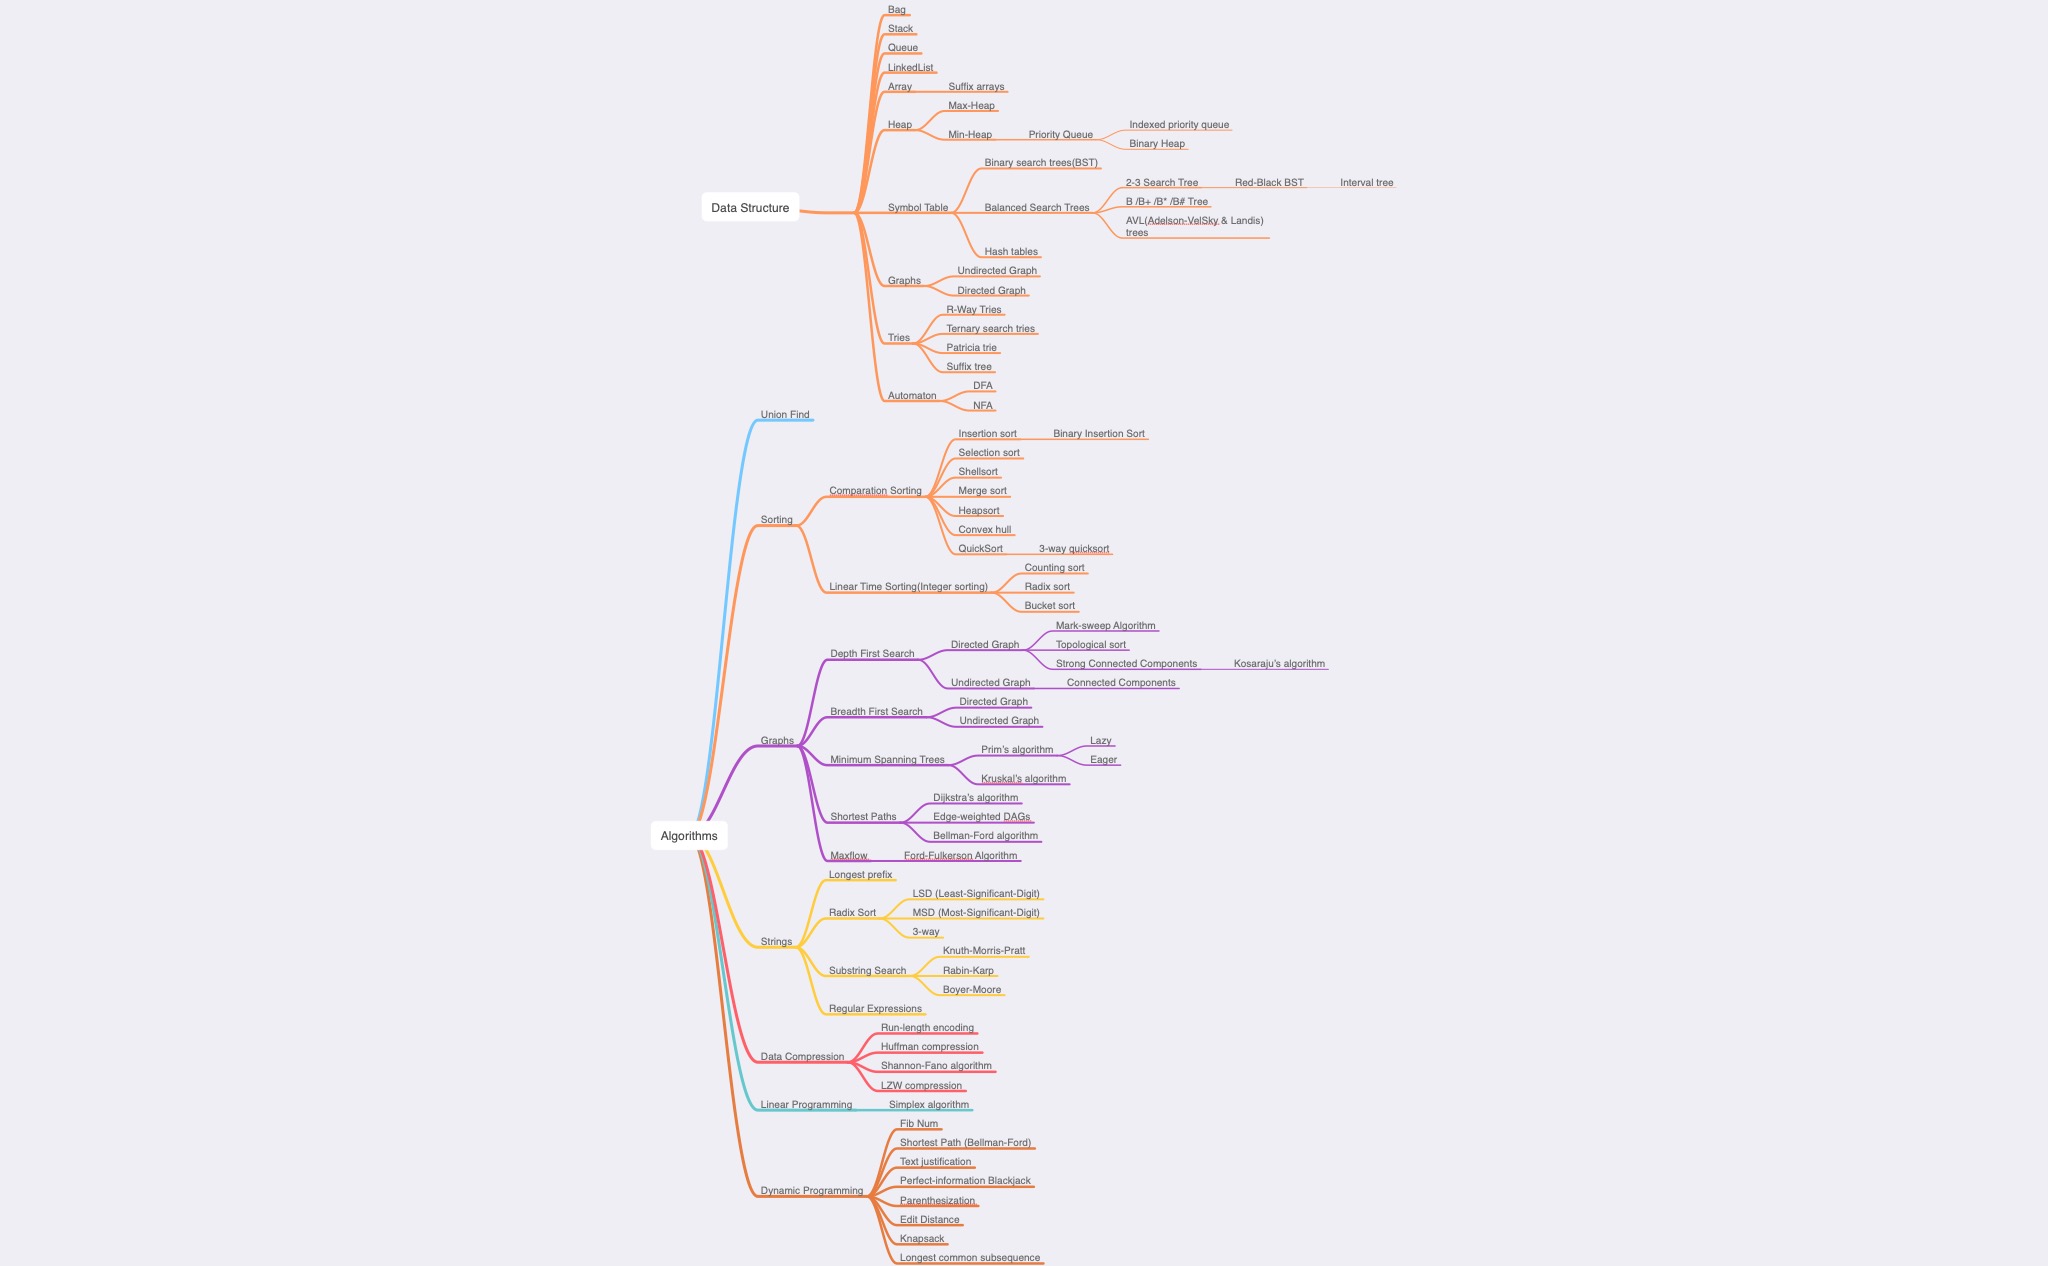 Bag
Stack
Queue
LinkedList
Array
Suffix arrays
Max-Heap
Heap
Min-Heap
Priority Queue
Indexed priority queue
Binary Heap
Binary search trees(BST)
2-3 Search Tree
Red-Black BST
Interval tree
Data Structure
Symbol Table
Balanced Search Trees
B /B+ /B* /B# Tree
AVL(Adelson-VelSky & Landis)
trees
Hash tables
Graphs
Undirected Graph
Directed Graph
Tries
R-Way Tries
Ternary search tries
Patricia trie
Suffix tree
Automaton
DFA
NFA
Union Find
Insertion sort
Binary Insertion Sort
Selection sort
Shellsort
Comparation Sorting
Merge sort
Heapsort
Sorting
Convex hull
QuickSort
3-way quicksort
Linear Time Sorting(Integer sorting)
Counting sort
Radix sort
Bucket sort
Depth First Search
Directed Graph
Mark-sweep Algorithm
Topological sort
Strong Connected Components
Kosaraju's algorithm
Undirected Graph
Connected Components
Breadth First Search
Directed Graph
Undirected Graph
Graphs
Minimum Spanning Trees
Prim's algorithm
Lazy
Eager
Kruskal's algorithm
Shortest Paths
Dijkstra's algorithm
Edge-weighted DAGs
Bellman-Ford algorithm
Algorithms
Maxflow
Ford-Fulkerson Algorithm
Longest prefix
Radix Sort
LSD (Least-Significant-Digit)
MSD (Most-Significant-Digit)
3-way
Strings
Substring Search
Knuth-Morris-Pratt
Rabin-Karp
Boyer-Moore
Regular Expressions
Data Compression
Run-length encoding
Huffman compression
Shannon-Fano algorithm
LZW compression
Linear Programming
Simplex algorithm
Dynamic Programming
Fib Num
Shortest Path (Bellman-Ford)
Text justification
Perfect-information Blackjack
Parenthesization
Edit Distance
Knapsack
Longest common subsequence